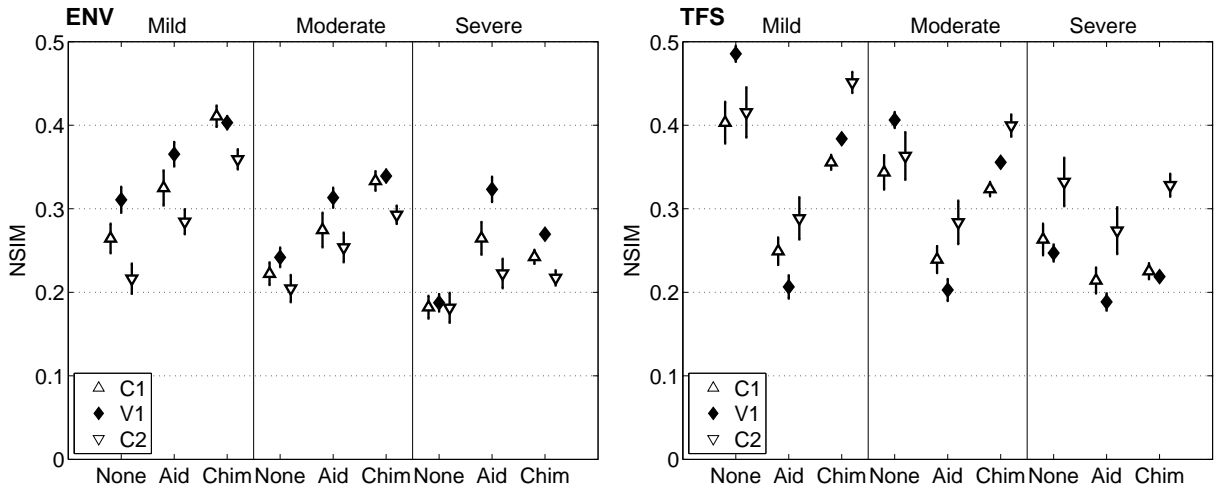 ENV
Mild Moderate Severe
0.5
0.4
0.3
0.2
0.1
0
NSIM
C1
V1
C2
None Aid Chim None Aid Chim None Aid Chim
TFS
Mild Moderate Severe
0.5
0.4
0.3
0.2
0.1
0
NSIM
C1
V1
C2
None Aid Chim None Aid Chim None Aid Chim